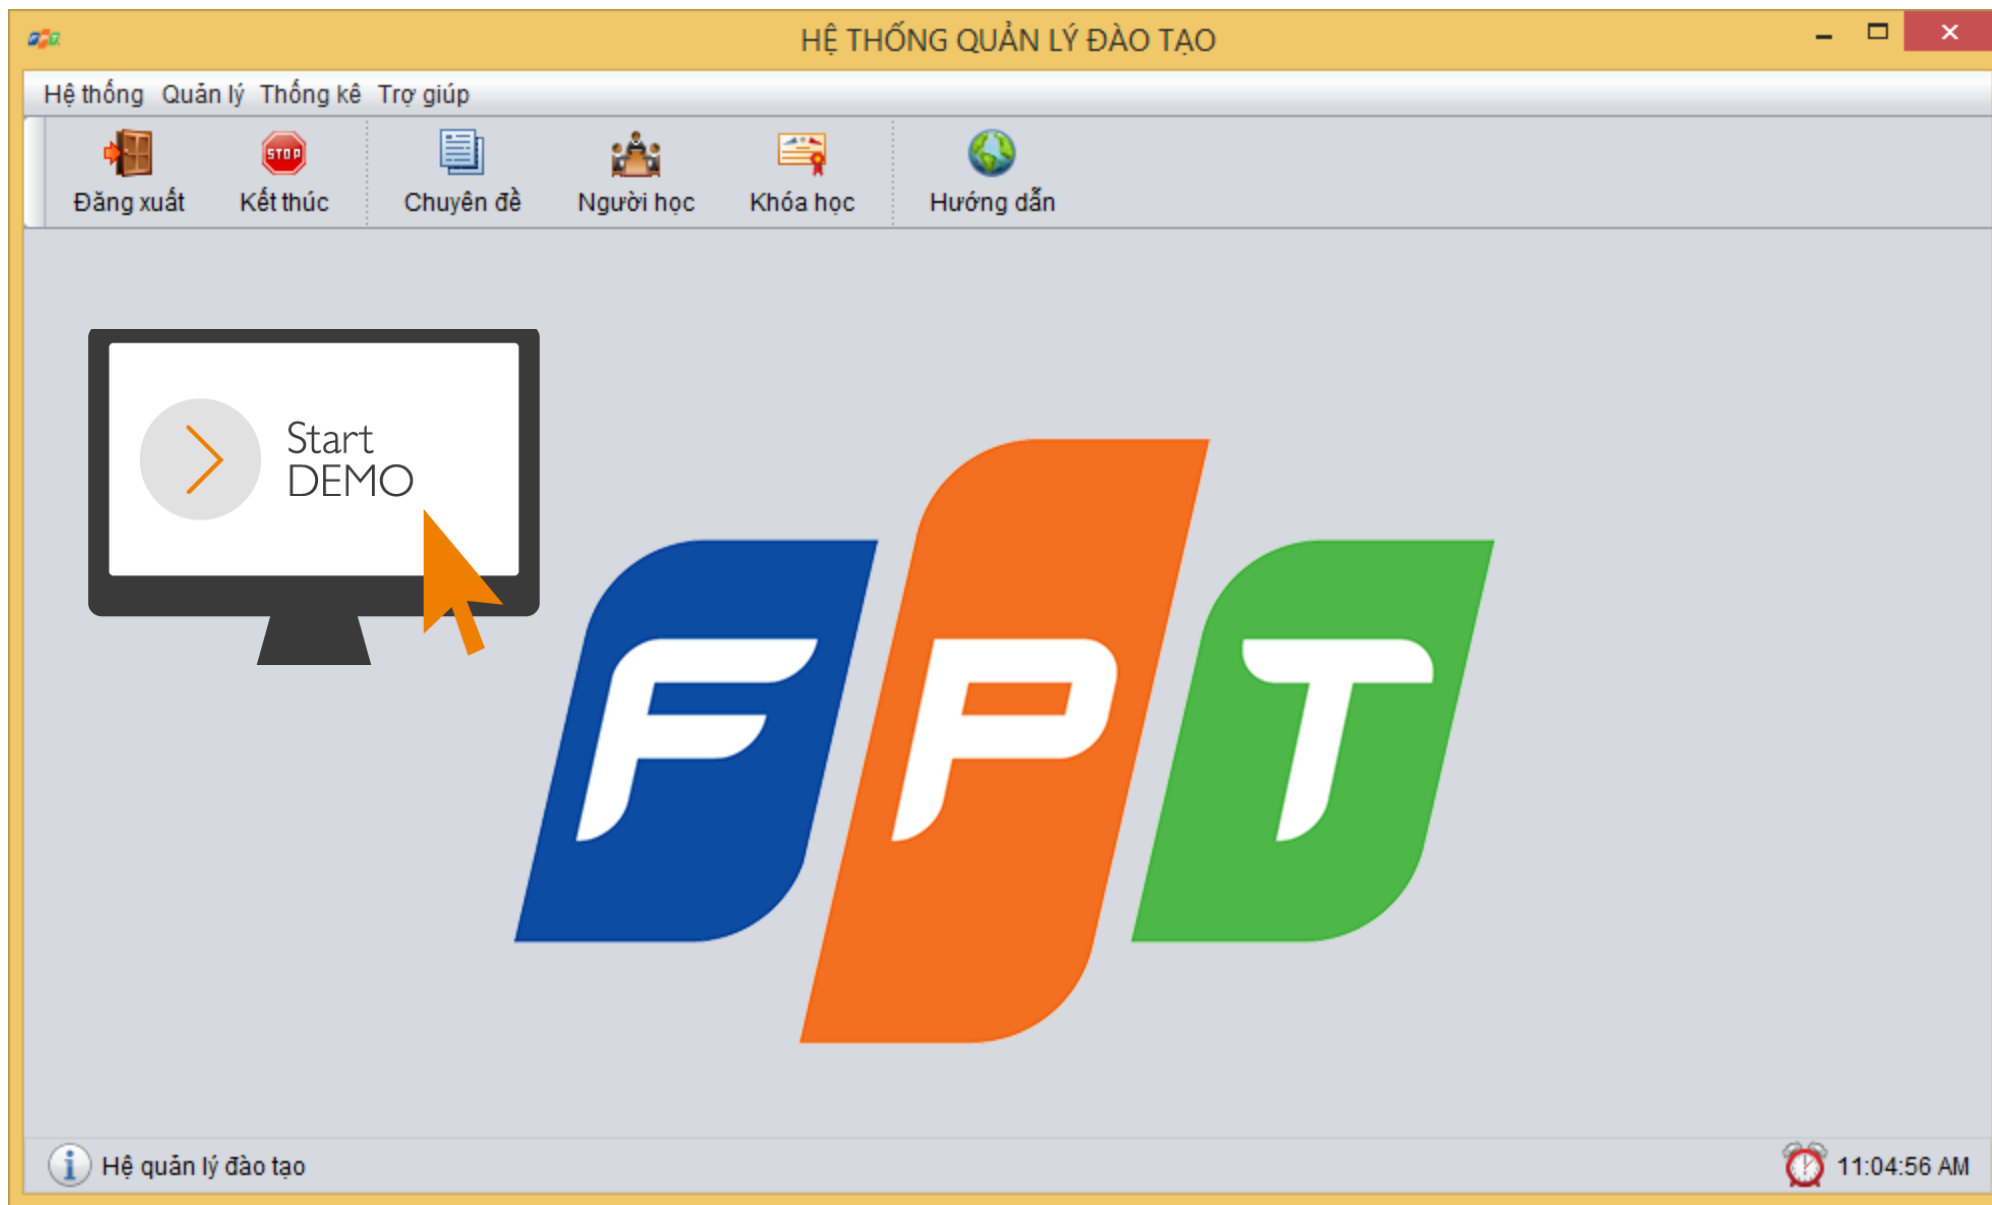 HỆ THỐNG QUẢN LÝ ĐÀO TẠO
Hệ thống Quản lý Thống kê Trợ giúp
STOP
Đăng xuất Kết thúc Chuyên đề Người học Khóa học Hướng dẫn
Start
DEMO
FPT
Hệ quản lý đào tạo 11:04:56 AM